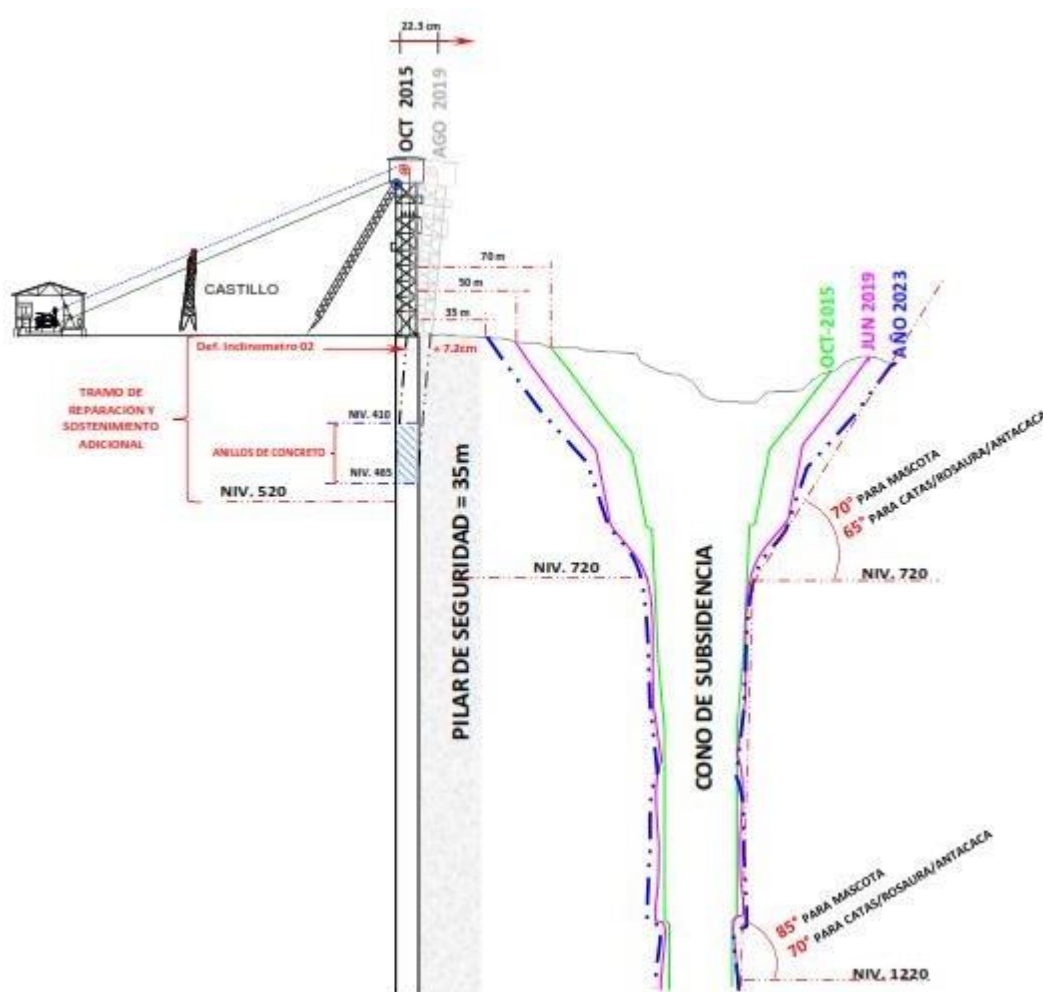 22.3 cm
OCT 2015
AGO 2019
70 m
50 m
35 m
CASTILLO
Def. Inclinometro 02
+ 7.2cm
TRAMO DE
REPARACIÓN Y
SOSTENIMIENTO
ADICIONAL
NIV. 410
ANILLOS DE CONCRETO
NIV. 465
NIV. 520
PILAR DE SEGURIDAD = 35m
NIV. 720
CONO DE SUBSIDENCIA
OCT-2015
JUN 2019
AÑO 2023
70° PARA MASCOTA
65° PARA CATAS/ROSAURA/ANTACACA
NIV. 720
85° PARA MASCOTA
70° PARA CATAS/ROSAURA/ANTACACA
NIV. 1220